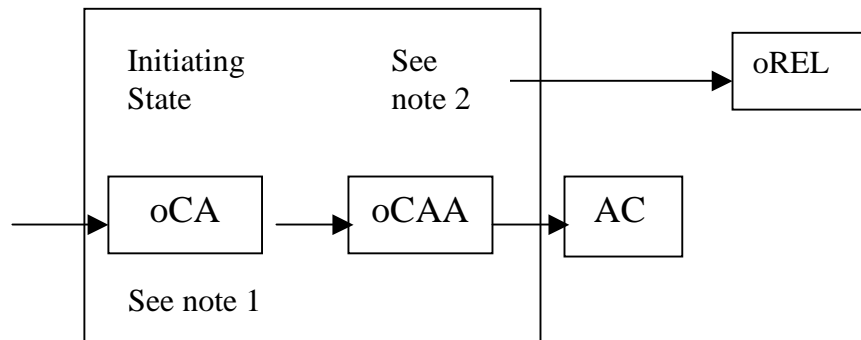 Initiating
State
See
note 2
oREL
oCA
oCAA
AC
See note 1